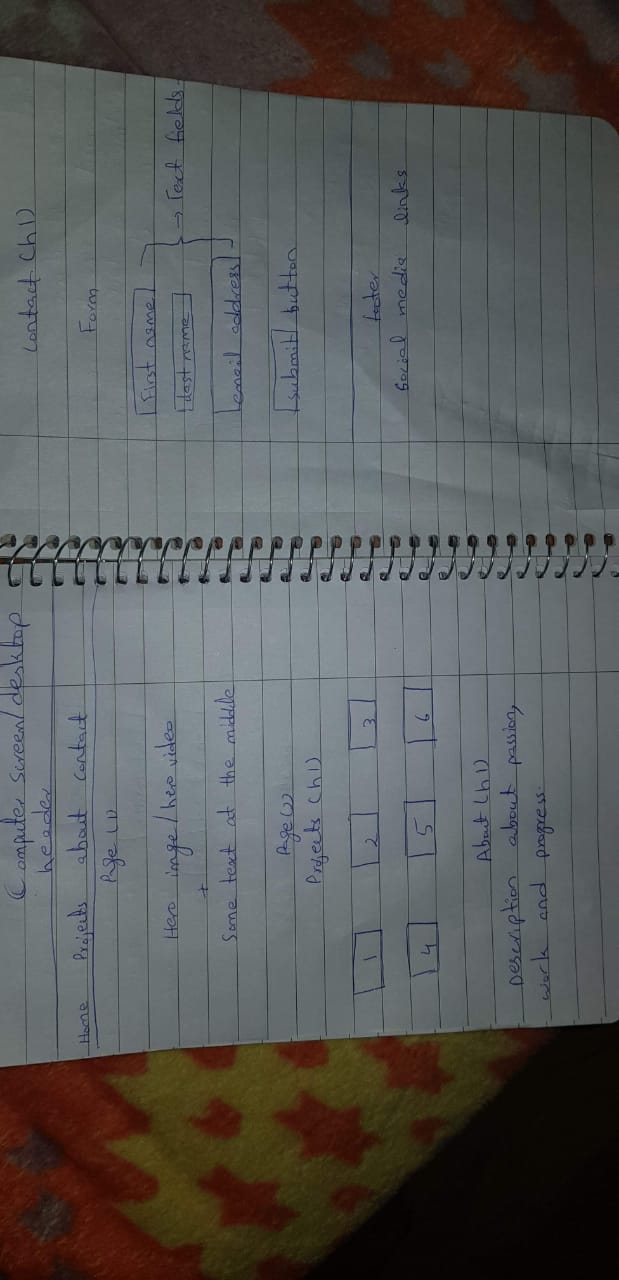 Computer screen/desktop
header
Home Projects about contact
Page (1)
Hero imge/hero video
+
Some text at the middle
Page(2)
Projects (h1)
1 2 3
4 5 6
About (h1)
Description about passion,
work and progress.
Contact (h1)
Form
First name
Last name → Text fields.
email address
Submit button
footer
Social media links